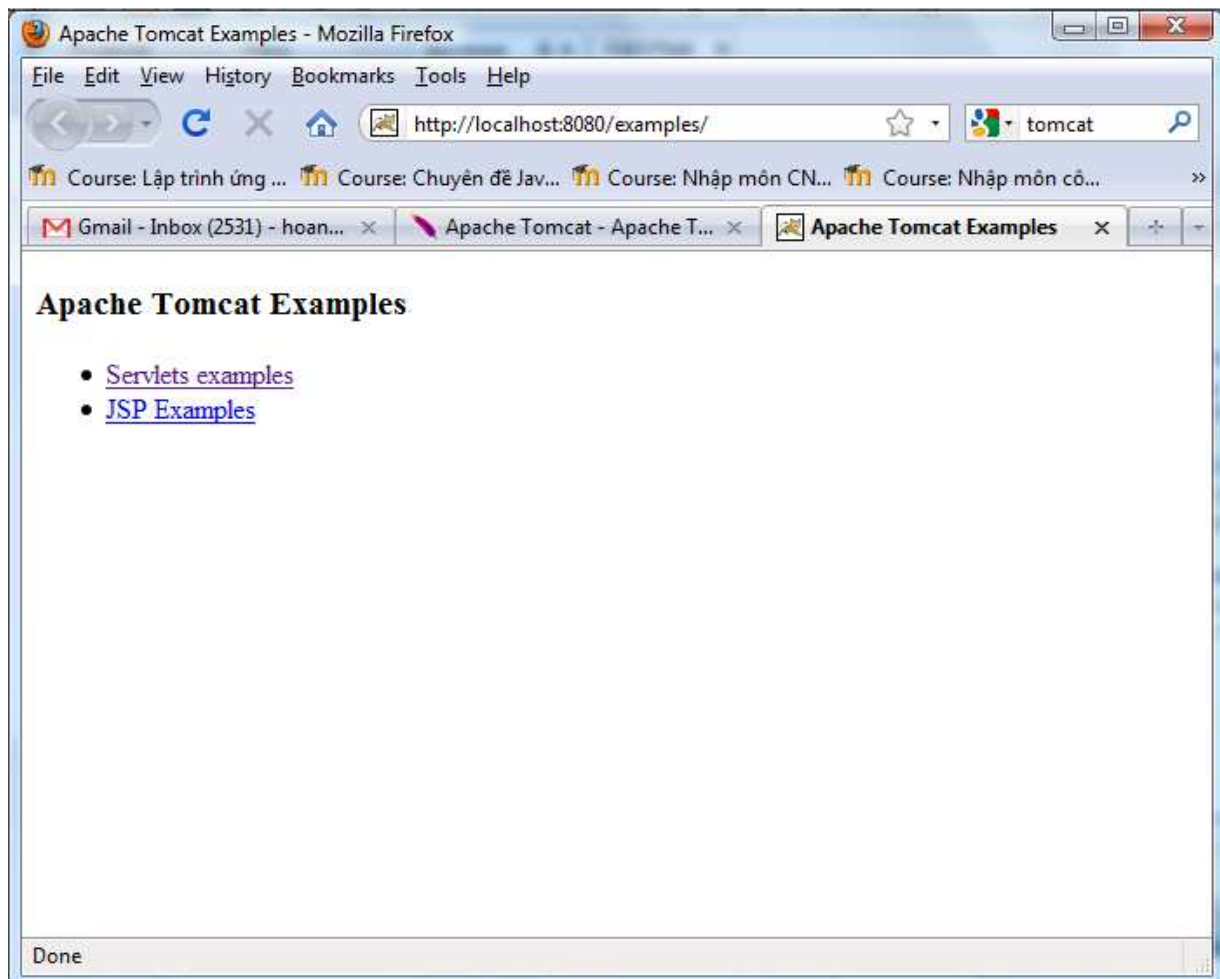 Apache Tomcat Examples - Mozilla Firefox
File Edit View History Bookmarks Tools Help
http://localhost:8080/examples/ tomcat
Course: Lập trình ứng ... Course: Chuyên đề Jav... Course: Nhập môn CN... Course: Nhập môn cô... »
Gmail - Inbox (2531) - hoan... Apache Tomcat - Apache T... Apache Tomcat Examples
Apache Tomcat Examples
• Servlets examples
• JSP Examples
Done